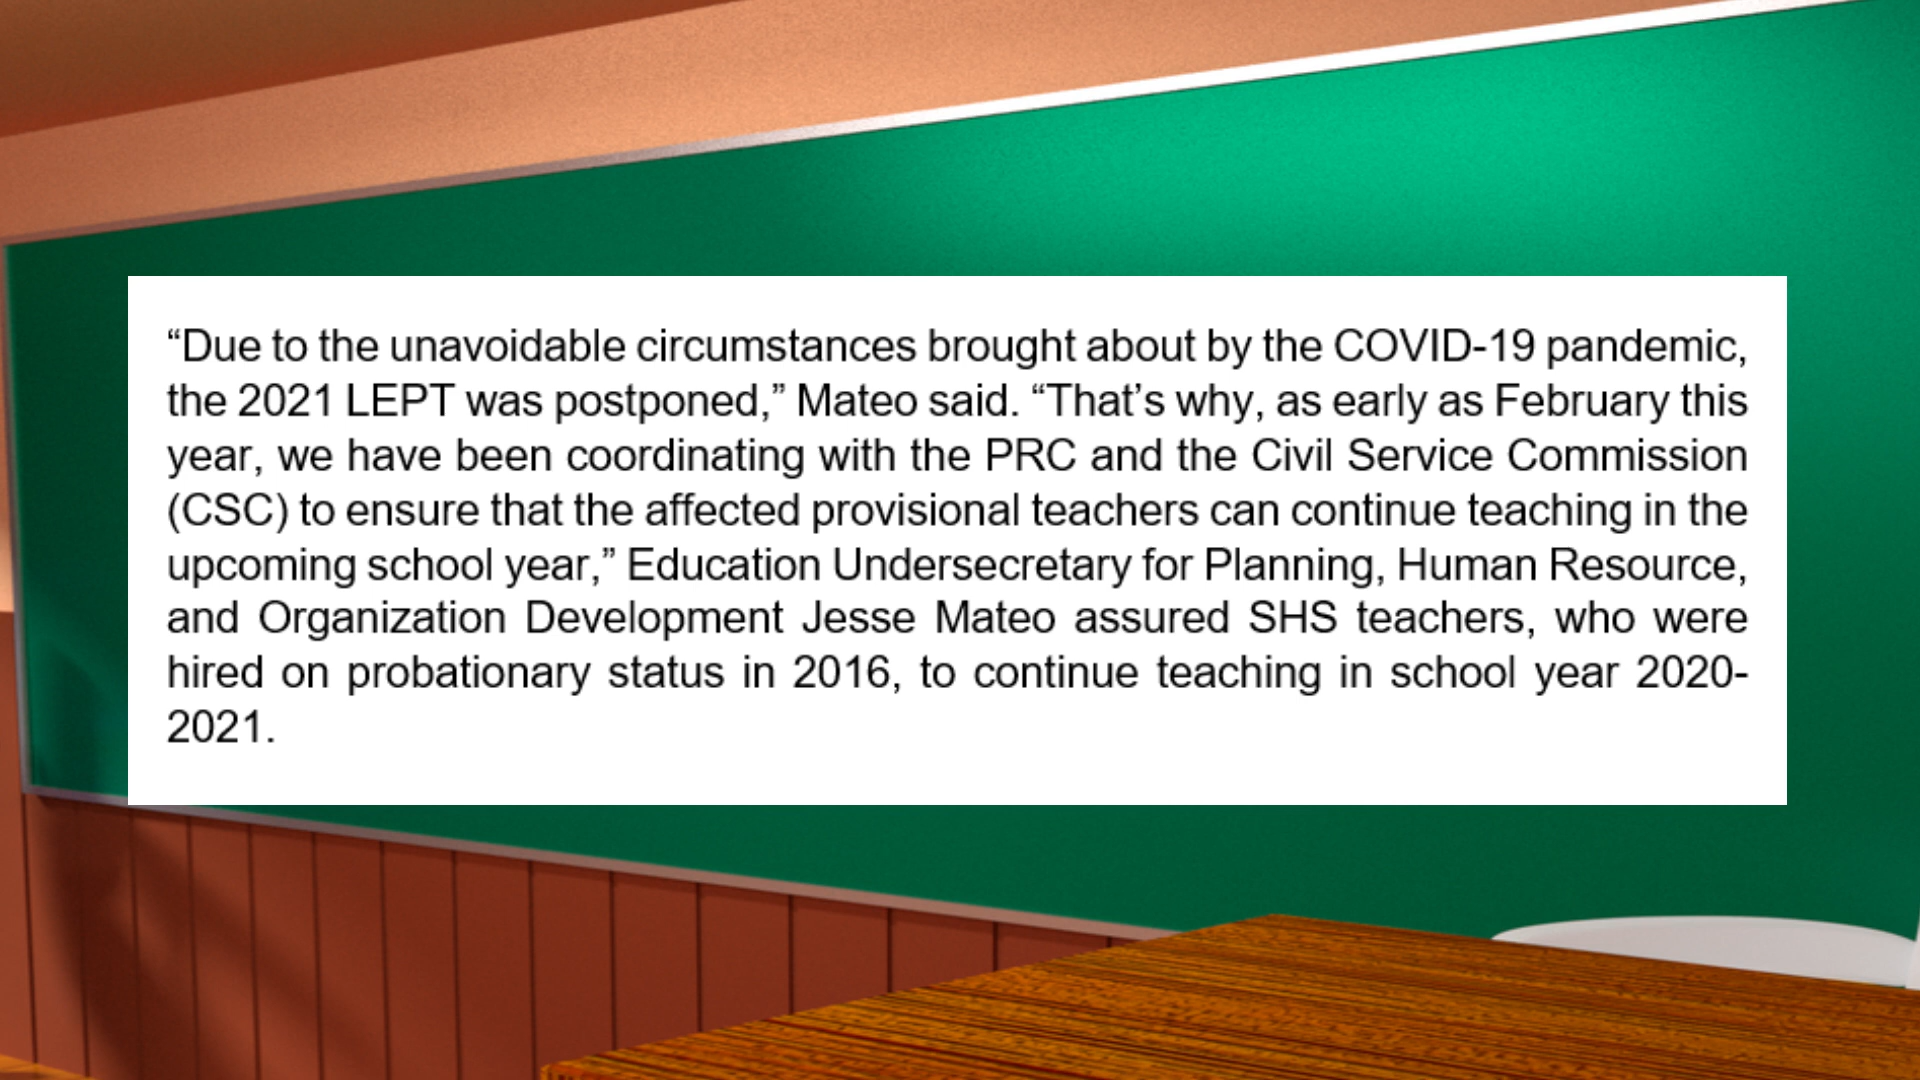 “Due to the unavoidable circumstances brought about by the COVID-19 pandemic,
the 2021 LEPT was postponed,” Mateo said. “That’s why, as early as February this
year, we have been coordinating with the PRC and the Civil Service Commission
(CSC) to ensure that the affected provisional teachers can continue teaching in the
upcoming school year,” Education Undersecretary for Planning, Human Resource,
and Organization Development Jesse Mateo assured SHS teachers, who were
hired on probationary status in 2016, to continue teaching in school year 2020-
2021.